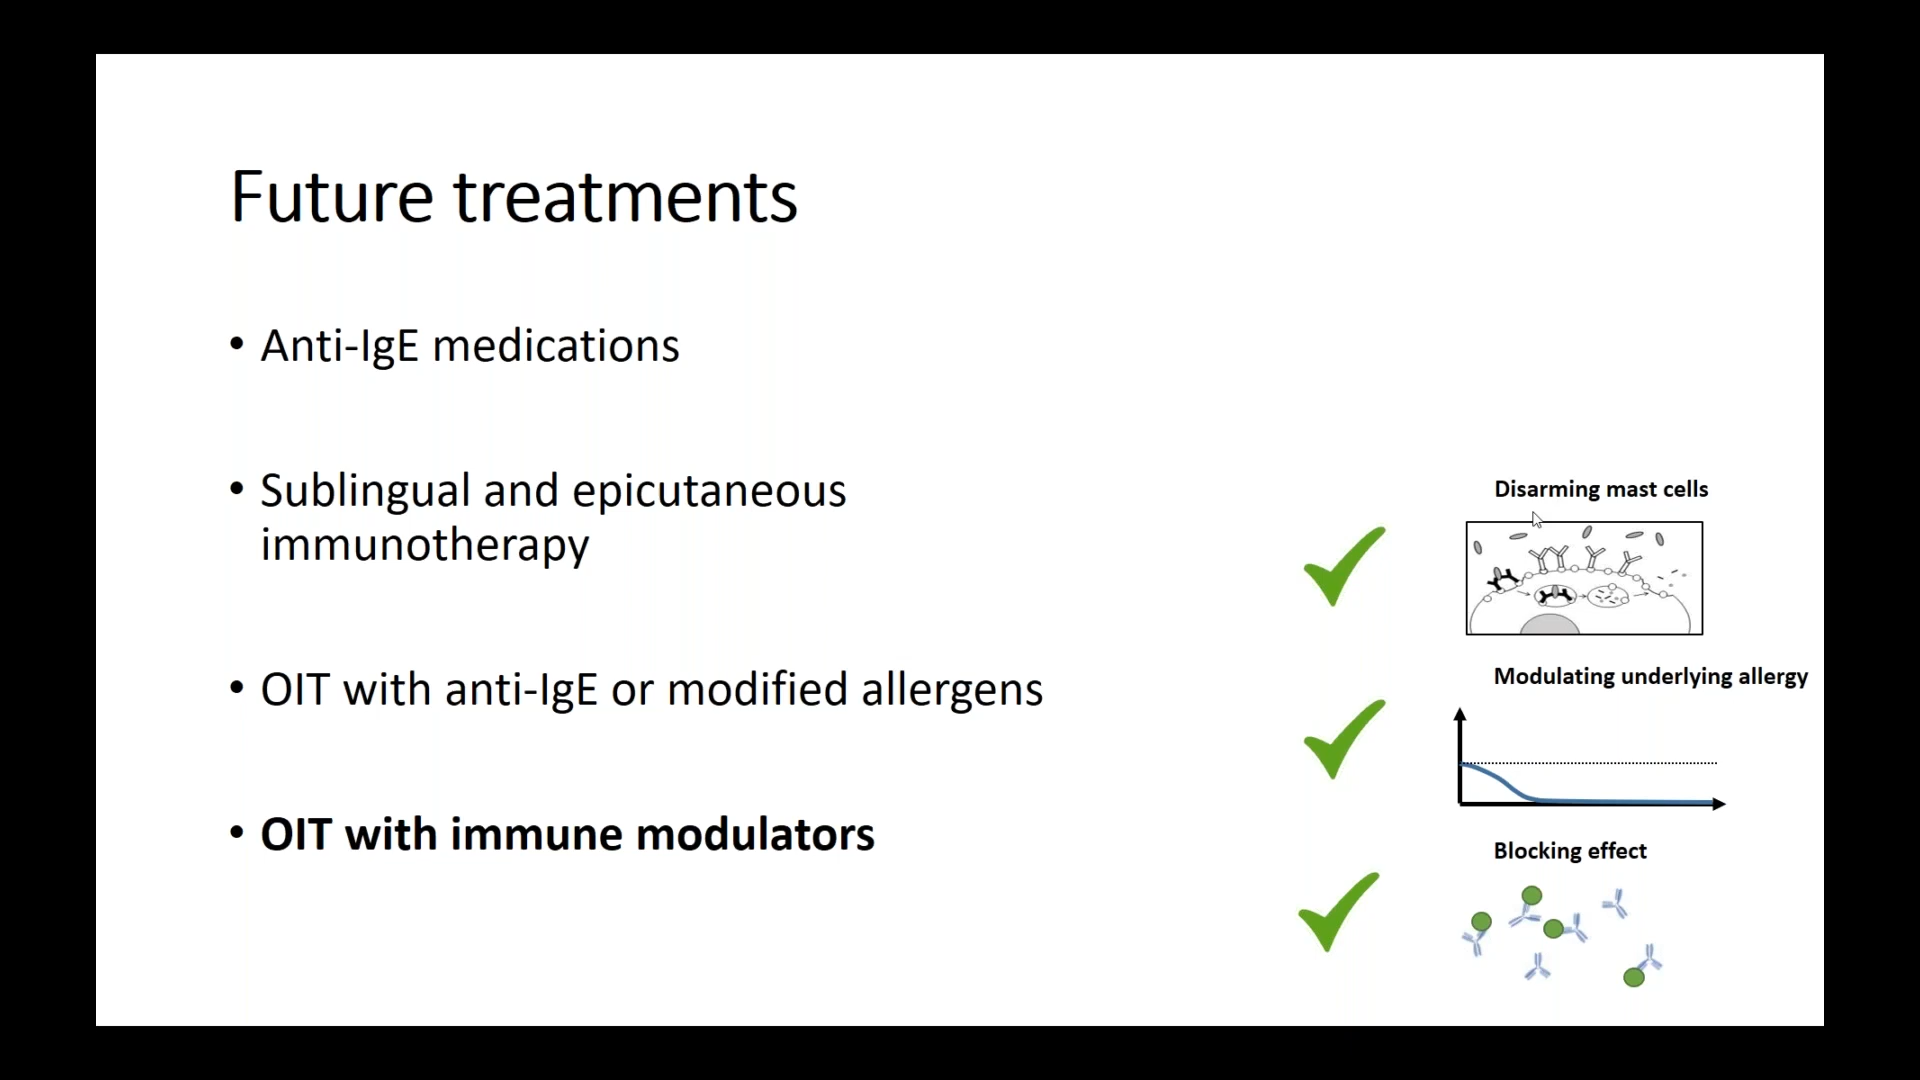 Future treatments
• Anti-IgE medications
• Sublingual and epicutaneous
immunotherapy
• OIT with anti-IgE or modified allergens
• OIT with immune modulators
Disarming mast cells
Modulating underlying allergy
Blocking effect